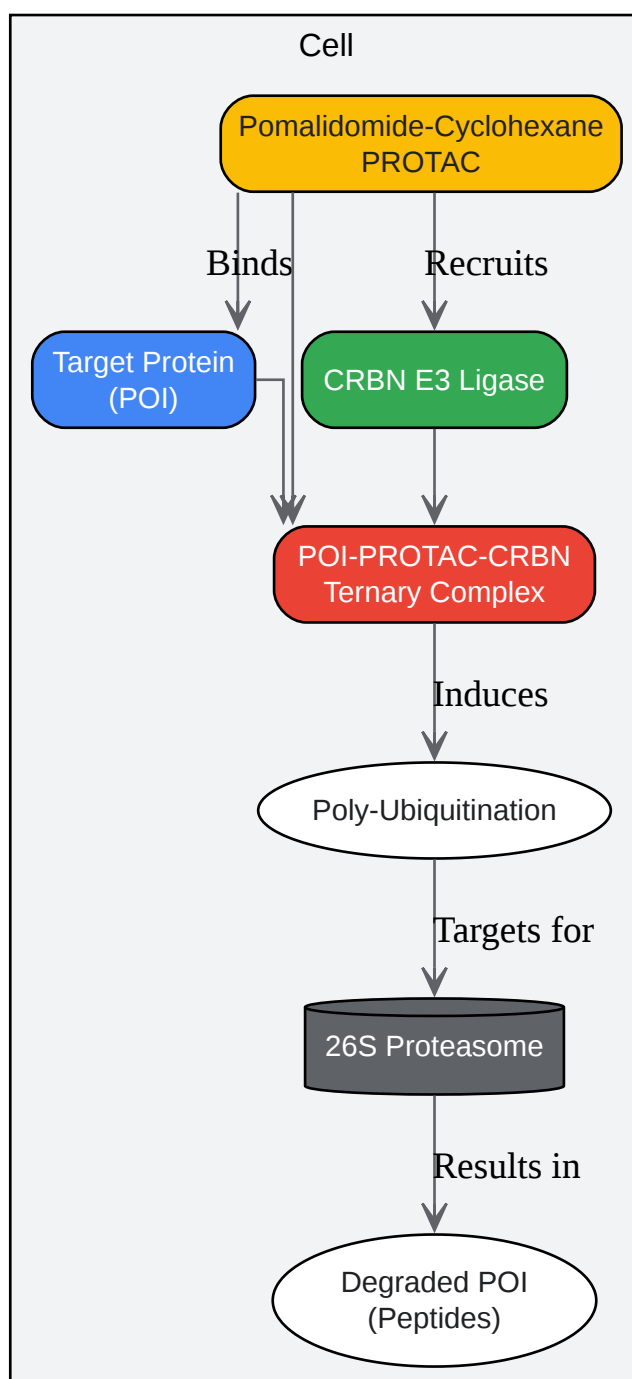 Cell
Pomalidomide-Cyclohexane
PROTAC
Binds
Recruits
Target Protein
(POI)
CRBN E3 Ligase
POI-PROTAC-CRBN
Ternary Complex
Induces
Poly-Ubiquitination
Targets for
26S Proteasome
Results in
Degraded POI
(Peptides)